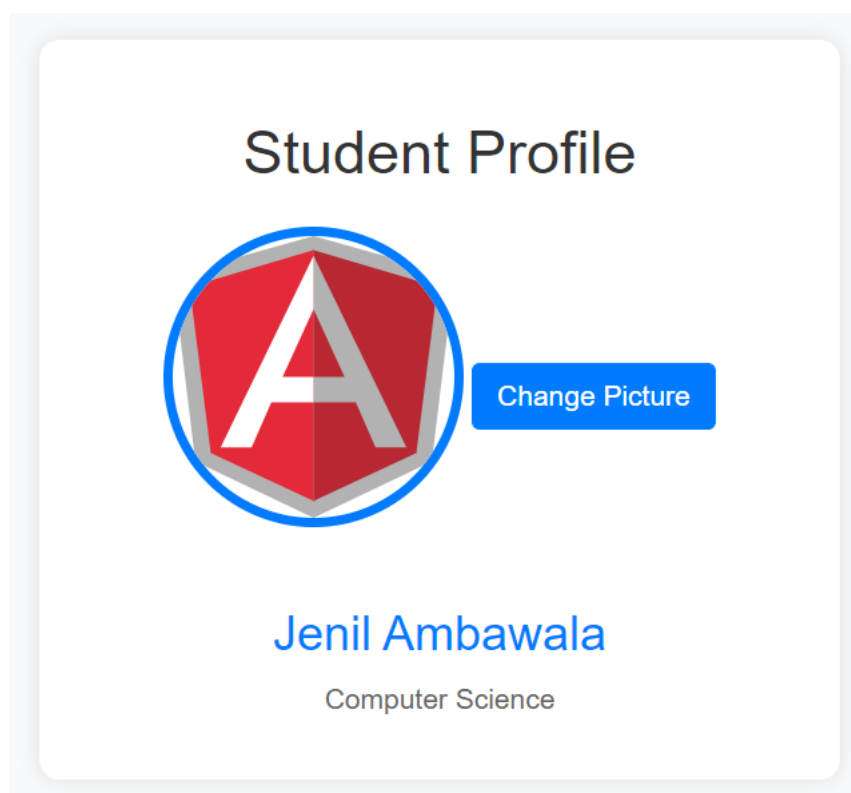 Student Profile
A
Change Picture
Jenil Ambawala
Computer Science